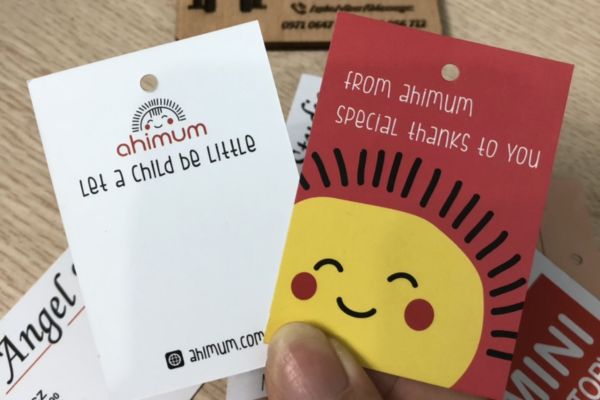 ahimum
Let a Child be Little
ahimum.com
from ahimum
special thanks to you
Angel
MINI